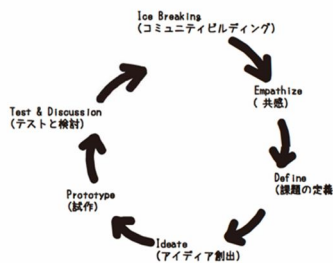 Ice Breaking
(コミュニティビルディング)
Empathize
( 共感)
Define
(課題の定義
Ideate
(アイディア創出)
Prototype
(試作)
Test & Discussion
(テストと検討)